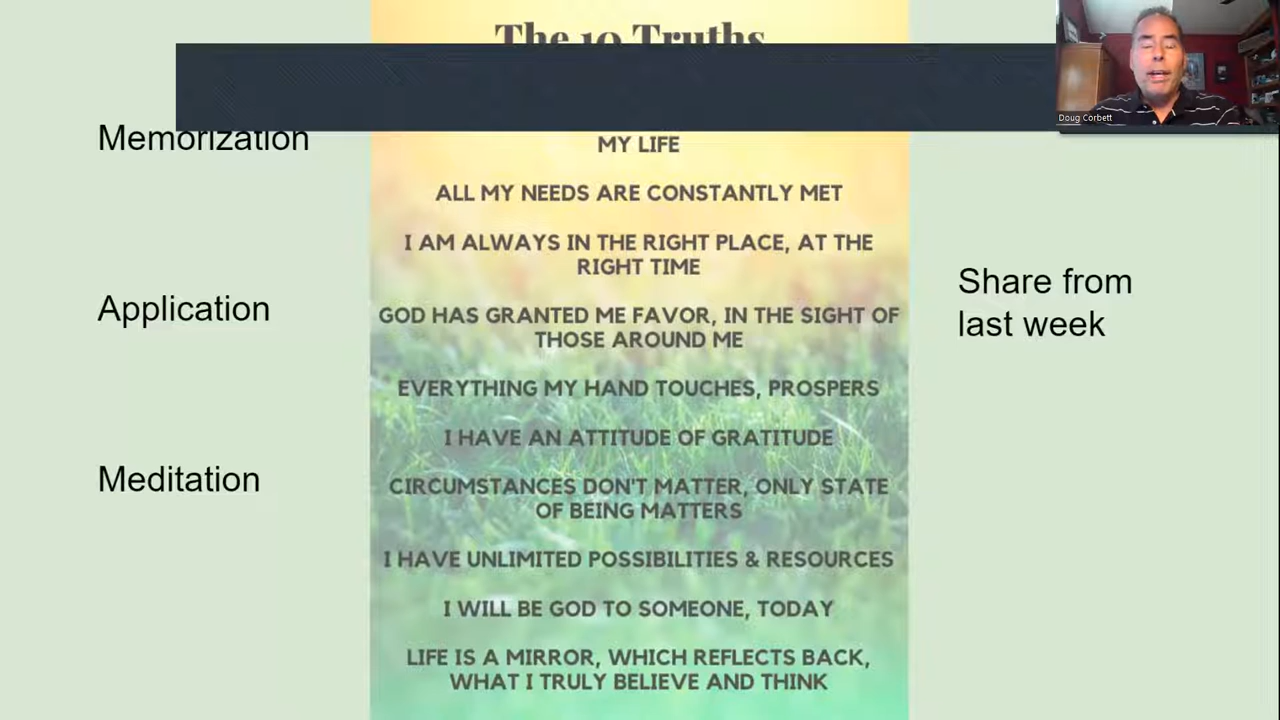 The 10 Truths
Doug Corbett
Memorization
MY LIFE
ALL MY NEEDS ARE CONSTANTLY MET
I AM ALWAYS IN THE RIGHT PLACE, AT THE
RIGHT TIME
Application
Share from
last week
GOD HAS GRANTED ME FAVOR, IN THE SIGHT OF
THOSE AROUND ME
EVERYTHING MY HAND TOUCHES, PROSPERS
I HAVE AN ATTITUDE OF GRATITUDE
Meditation
CIRCUMSTANCES DON'T MATTER, ONLY STATE
OF BEING MATTERS
I HAVE UNLIMITED POSSIBILITIES & RESOURCES
I WILL BE GOD TO SOMEONE, TODAY
LIFE IS A MIRROR, WHICH REFLECTS BACK,
WHAT I TRULY BELIEVE AND THINK